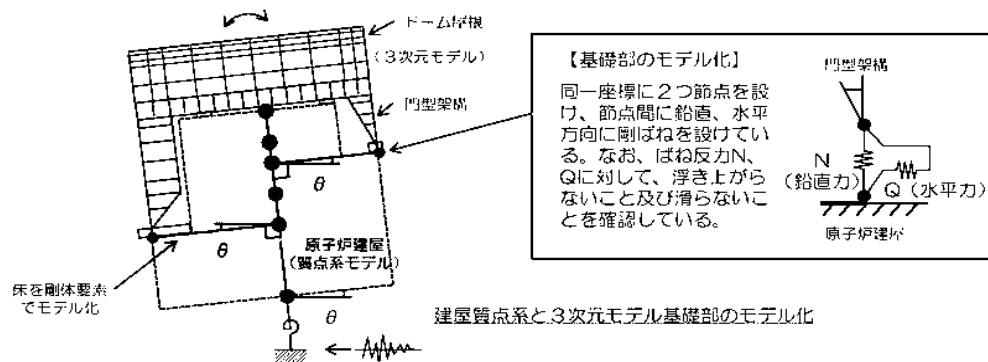 ドーム屋根
（3次元モデル）
門型架構
θ
θ
原子炉建屋
（質点系モデル）
床を剛体要素
でモデル化
θ
【基礎部のモデル化】
同一座標に２つ節点を設
け、節点間に鉛直、水平
方向に剛ばねを設けてい
る。なお、ばね反力N、
Qに対して、浮き上がら
ないこと及び滑らないこ
とを確認している。
門型架構
N
（鉛直力）
Q（水平力）
原子炉建屋
建屋質点系と３次元モデル基礎部のモデル化